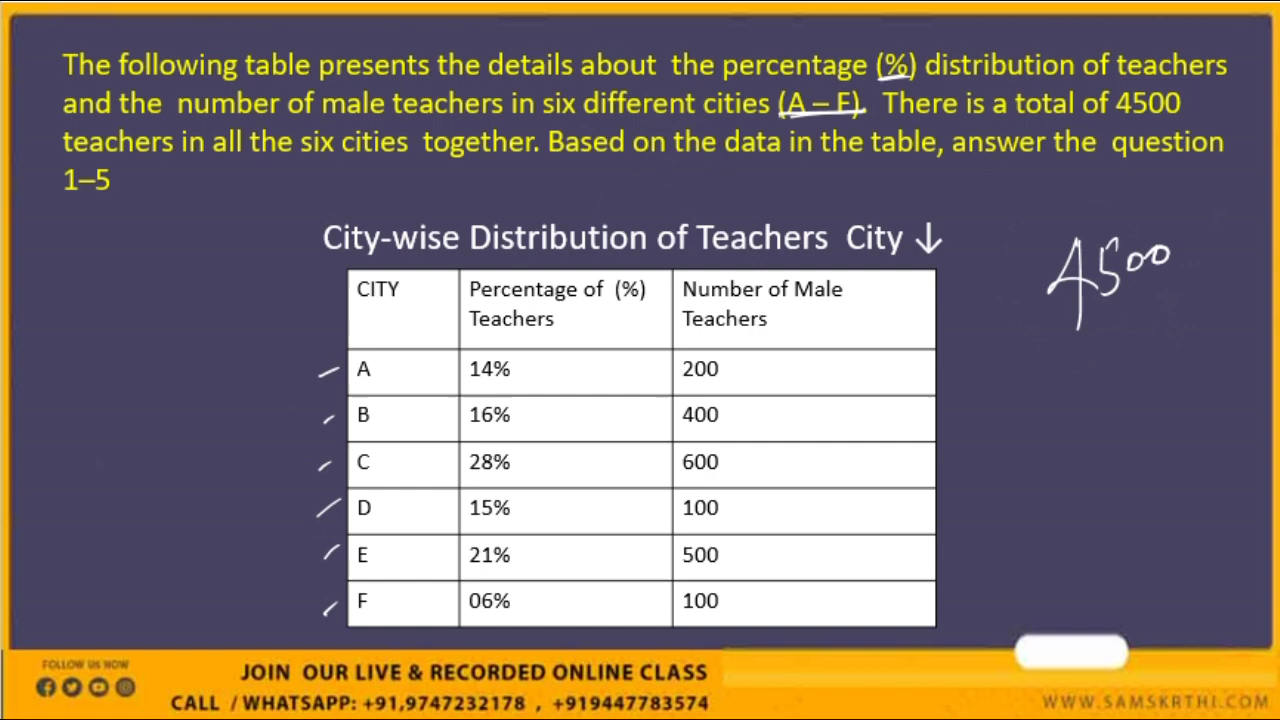 The following table presents the details about the percentage (%) distribution of teachers
and the number of male teachers in six different cities (A – F). There is a total of 4500
teachers in all the six cities together. Based on the data in the table, answer the question
1–5
City-wise Distribution of Teachers City ↓
4500
CITY Percentage of (%) Teachers Number of Male Teachers
A 14% 200
B 16% 400
C 28% 600
D 15% 100
E 21% 500
F 06% 100
FOLLOW US NOW
JOIN OUR LIVE & RECORDED ONLINE CLASS
CALL / WHATSAPP: +91,9747232178 , +919447783574
WWW.SAMSKRTHI.COM